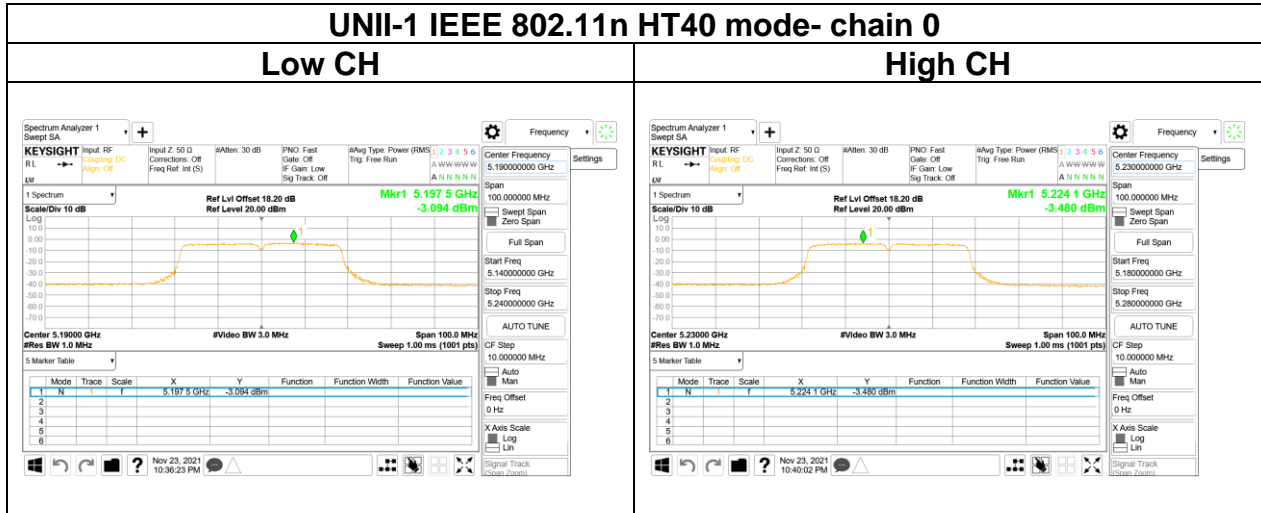 UNII-1 IEEE 802.11n HT40 mode- chain 0
Low CH
High CH
Spectrum Analyzer 1
Swept SA
Frequency
KEYSIGHT
Input: RF
Coupling: DC
Align: Off
Input Z: 50 Ω
Corrections: Off
Freq Ref: Int (S)
#Atten: 30 dB
PNO: Fast
Gate: Off
IF Gain: Low
Sig Track: Off
#Avg Type: Power (RMS
Trig: Free Run
1 2 3 4 5 6
A W W W W W
A N N N N N
RL
Center Frequency
5.190000000 GHz
Settings
Span
100.000000 MHz
Swept Span
Zero Span
Full Span
Start Freq
5.140000000 GHz
Stop Freq
5.240000000 GHz
AUTO TUNE
CF Step
10.000000 MHz
Auto
Man
Freq Offset
0 Hz
X Axis Scale
Log
Lin
Signal Track
(Span Zoom)
1 Spectrum
Scale/Div 10 dB
Log
Ref Lvl Offset 18.20 dB
Ref Level 20.00 dBm
Mkr1 5.197 5 GHz
-3.094 dBm
10.0
0.00
-10.0
-20.0
-30.0
-40.0
-50.0
-60.0
-70.0
1
Center 5.19000 GHz
#Res BW 1.0 MHz
#Video BW 3.0 MHz
Span 100.0 MHz
Sweep 1.00 ms (1001 pts)
5 Marker Table
Mode Trace Scale X Y Function Function Width Function Value
1 N 1 f 5.197 5 GHz -3.094 dBm
2
3
4
5
6
Nov 23, 2021
10:36:23 PM
Spectrum Analyzer 1
Swept SA
Frequency
KEYSIGHT
Input: RF
Coupling: DC
Align: Off
Input Z: 50 Ω
Corrections: Off
Freq Ref: Int (S)
#Atten: 30 dB
PNO: Fast
Gate: Off
IF Gain: Low
Sig Track: Off
#Avg Type: Power (RMS
Trig: Free Run
1 2 3 4 5 6
A W W W W W
A N N N N N
RL
Center Frequency
5.230000000 GHz
Settings
Span
100.000000 MHz
Swept Span
Zero Span
Full Span
Start Freq
5.180000000 GHz
Stop Freq
5.280000000 GHz
AUTO TUNE
CF Step
10.000000 MHz
Auto
Man
Freq Offset
0 Hz
X Axis Scale
Log
Lin
Signal Track
(Span Zoom)
1 Spectrum
Scale/Div 10 dB
Log
Ref Lvl Offset 18.20 dB
Ref Level 20.00 dBm
Mkr1 5.224 1 GHz
-3.480 dBm
10.0
0.00
-10.0
-20.0
-30.0
-40.0
-50.0
-60.0
-70.0
1
Center 5.23000 GHz
#Res BW 1.0 MHz
#Video BW 3.0 MHz
Span 100.0 MHz
Sweep 1.00 ms (1001 pts)
5 Marker Table
Mode Trace Scale X Y Function Function Width Function Value
1 N 1 f 5.224 1 GHz -3.480 dBm
2
3
4
5
6
Nov 23, 2021
10:40:02 PM